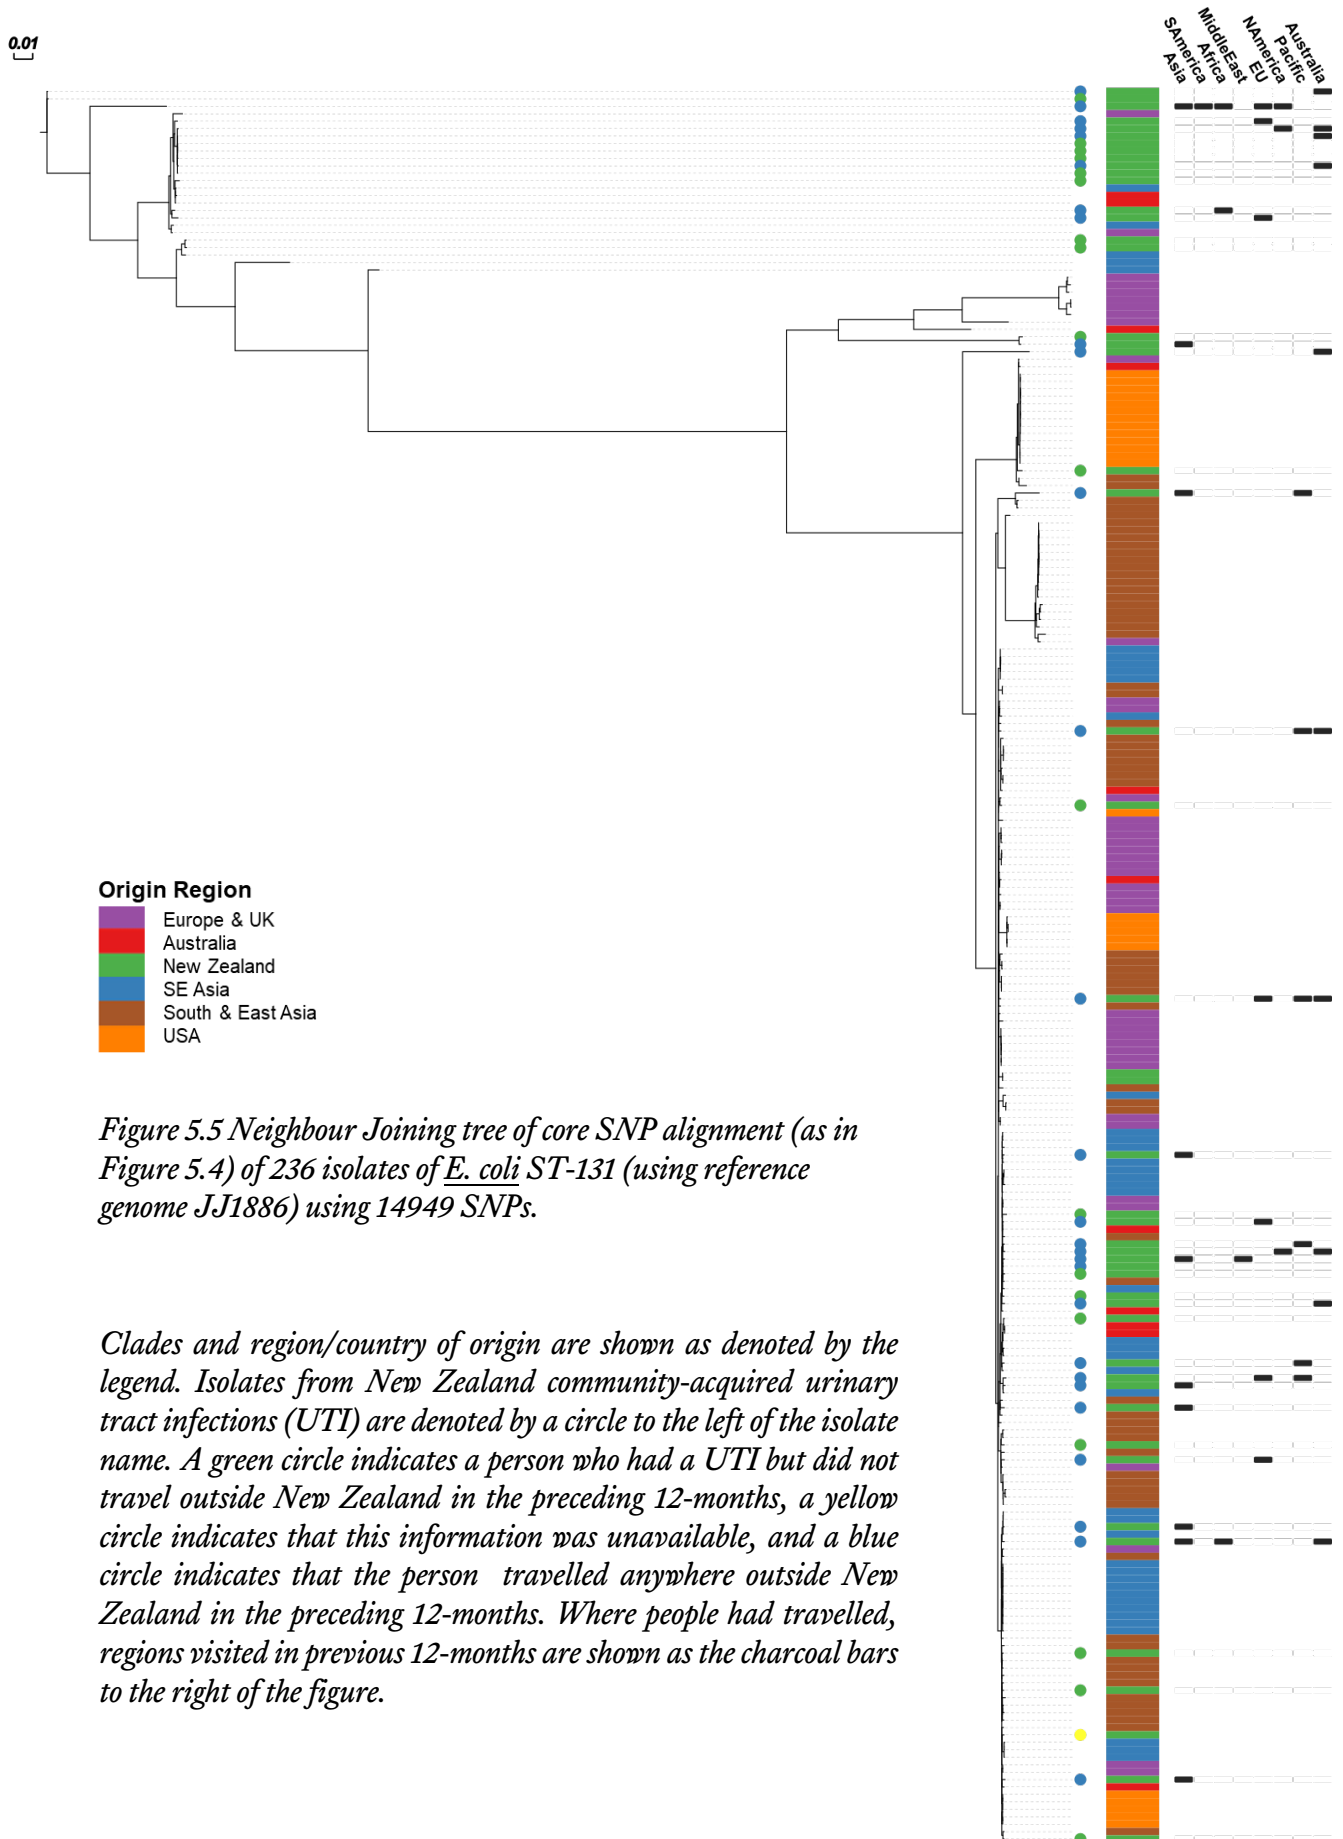 0.01
Asia
SAmerica
Africa
MiddleEast
EU
NAmerica
Pacific
Australia
Origin Region
Europe & UK
Australia
New Zealand
SE Asia
South & East Asia
USA
Figure 5.5 Neighbour Joining tree of core SNP alignment (as in
Figure 5.4) of 236 isolates of E. coli ST-131 (using reference
genome JJ1886) using 14949 SNPs.
Clades and region/country of origin are shown as denoted by the
legend. Isolates from New Zealand community-acquired urinary
tract infections (UTI) are denoted by a circle to the left of the isolate
name. A green circle indicates a person who had a UTI but did not
travel outside New Zealand in the preceding 12-months, a yellow
circle indicates that this information was unavailable, and a blue
circle indicates that the person travelled anywhere outside New
Zealand in the preceding 12-months. Where people had travelled,
regions visited in previous 12-months are shown as the charcoal bars
to the right of the figure.